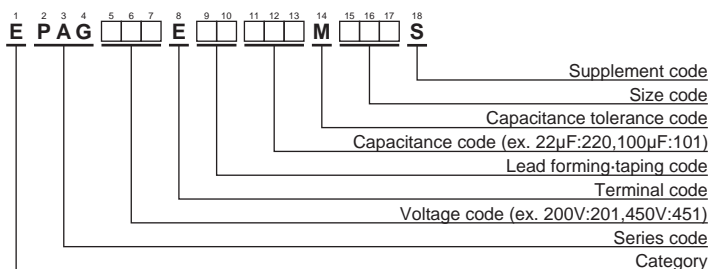 1 2 3 4 5 6 7 8 9 10 11 12 13 14 15 16 17 18
E PAG E M S
Supplement code
Size code
Capacitance tolerance code
Capacitance code (ex. 22μF:220,100μF:101)
Lead forming·taping code
Terminal code
Voltage code (ex. 200V:201,450V:451)
Series code
Category